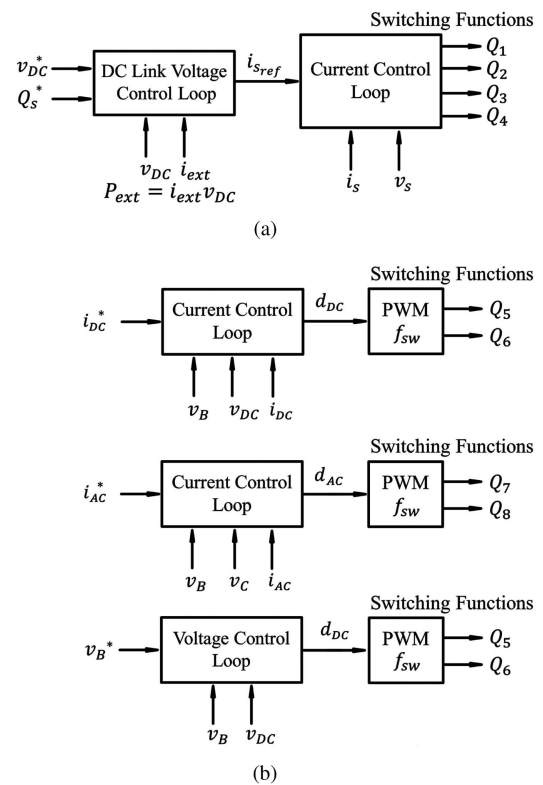 Switching Functions
v_DC* DC Link Voltage Control Loop i_sref Current Control Loop Q_1
Q_s* Q_2
Q_3
Q_4
v_DC i_ext i_s v_s
P_ext = i_ext v_DC
(a)
Switching Functions
i_DC* Current Control Loop d_DC PWM f_sw Q_5
Q_6
v_B v_DC i_DC
Switching Functions
i_AC* Current Control Loop d_AC PWM f_sw Q_7
Q_8
v_B v_C i_AC
Switching Functions
v_B* Voltage Control Loop d_DC PWM f_sw Q_5
Q_6
v_B v_DC
(b)